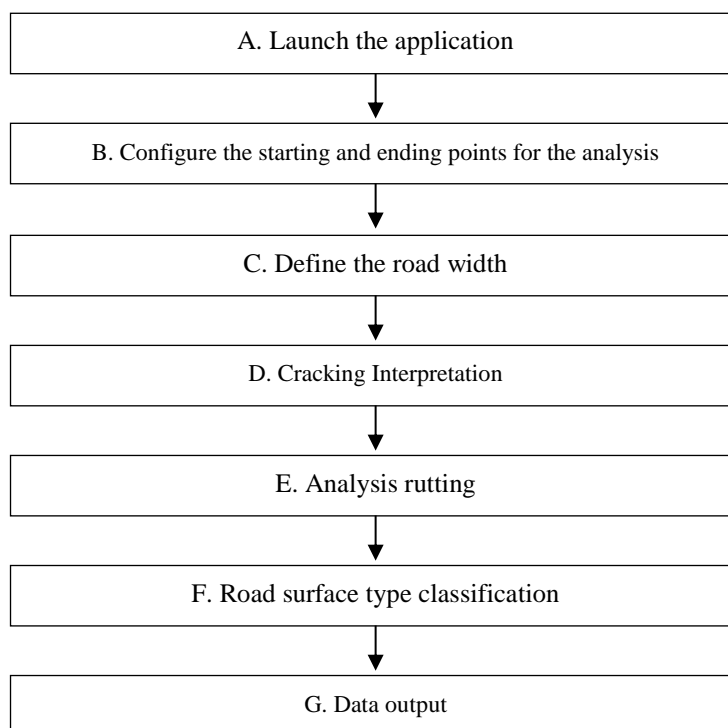 A. Launch the application
B. Configure the starting and ending points for the analysis
C. Define the road width
D. Cracking Interpretation
E. Analysis rutting
F. Road surface type classification
G. Data output